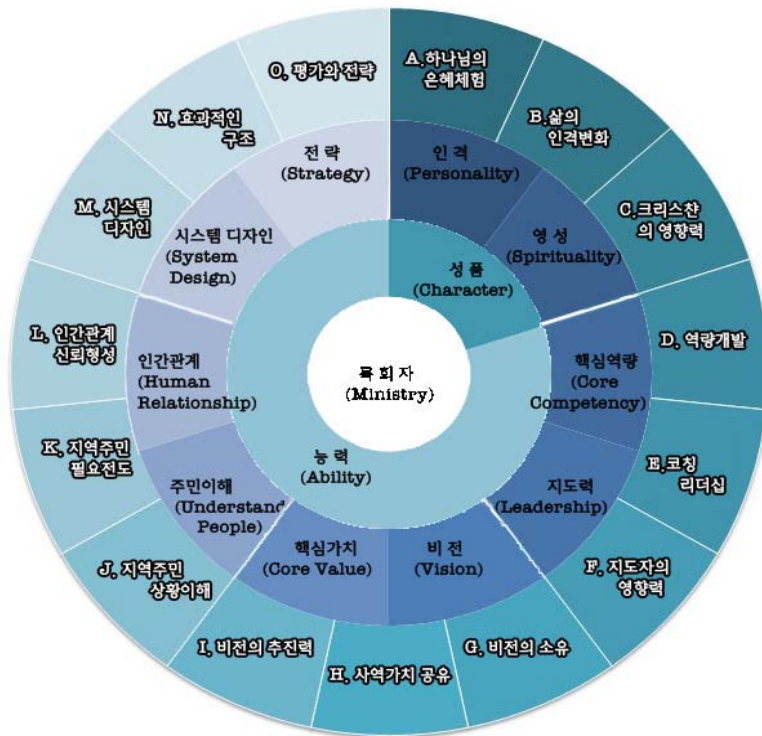 A.하나님의
은혜체험
B.삶의
인격변화
C.크리스챤
의 영향력
D. 역량개발
E.코칭
리더십
F. 지도자의
영향력
G. 비전의 소유
H. 사역가치 공유
I. 비전의 추진력
J. 지역주민
상황이해
K. 지역주민
필요전도
L. 인간관계
신뢰형성
M. 시스템
디자인
N. 효과적인
구조
O. 평가와 전략
인 격
(Personality)
영 성
(Spirituality)
핵심역량
(Core
Competency)
지도력
(Leadership)
비 전
(Vision)
핵심가치
(Core Value)
주민이해
(Understand
People)
인간관계
(Human
Relationship)
시스템 디자인
(System
Design)
전 략
(Strategy)
성 품
(Character)
능 력
(Ability)
목 회 자
(Ministry)